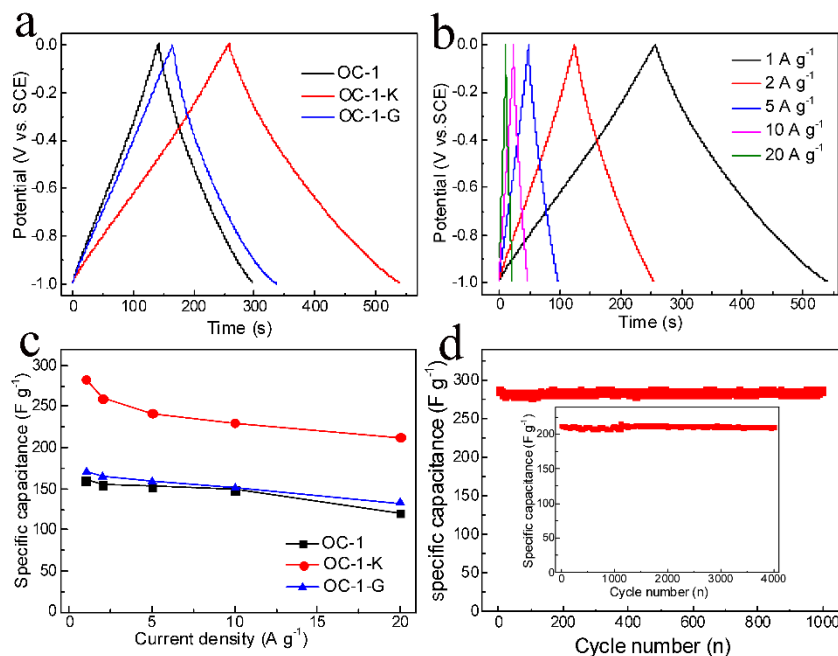 a
0.0
-0.2
-0.4
-0.6
-0.8
-1.0
Potential (V vs. SCE)
OC-1
OC-1-K
OC-1-G
0 100 200 300 400 500
Time (s)
b
0.0
-0.2
-0.4
-0.6
-0.8
-1.0
Potential (V vs.SCE)
1 A g⁻¹
2 A g⁻¹
5 A g⁻¹
10 A g⁻¹
20 A g⁻¹
0 100 200 300 400 500
Time (s)
c
300
250
200
150
100
50
0
Specific capacitance (F g⁻¹)
OC-1
OC-1-K
OC-1-G
0 5 10 15 20
Current density (A g⁻¹)
d
350
300
250
200
150
100
50
0
specific capacitance (F g⁻¹)
200
150
100
50
0
Specific capacitance (F g⁻¹)
0 1000 2000 3000 4000
Cycle number (n)
0 200 400 600 800 1000
Cycle number (n)